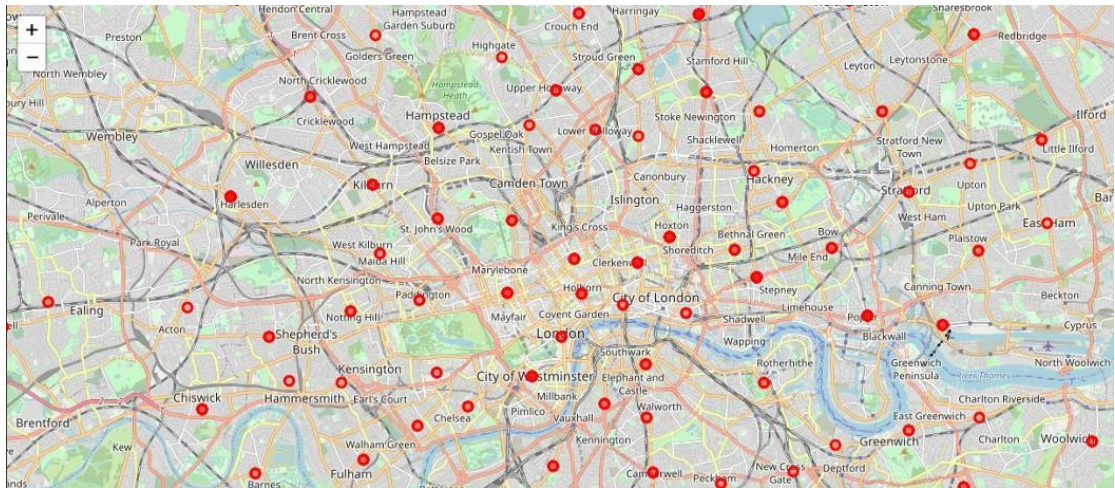 Hendon Central
Hampstead
Garden Suburb
Crouch End
Harringay
Snaresbrook
+
Preston
Brent Cross
Highgate
Redbridge
Golders Green
Stroud Green
Stamford Hill
−
Leyton
Leytonstone
North Wembley
North Cricklewood
Hampstead
Heath
Upper Holloway
Ilford
Cricklewood
Hampstead
Stoke Newington
Wembley
Gospel Oak
Lower Holloway
Stratford New
Town
West Hampstead
Kentish Town
Shacklewell
Homerton
Little Ilford
Willesden
Belsize Park
Kilburn
Camden Town
Canonbury
Hackney
Upton
Alperton
Harlesden
Islington
Stratford
Perivale
Haggerston
Upton Park
St. John's Wood
King's Cross
Hoxton
West Ham
East Ham
Park Royal
West Kilburn
Bethnal Green
Bow
Plaistow
Maida Hill
Shoreditch
Mile End
Marylebone
Clerkenwell
North Kensington
Holborn
Stepney
Canning Town
Paddington
City of London
Beckton
Ealing
Notting Hill
Mayfair
Covent Garden
Limehouse
Acton
Shadwell
Poplar
Cyprus
Shepherd's
Bush
London
Wapping
Blackwall
Southwark
Rotherhithe
Greenwich
Peninsula
North Woolwich
Kensington
City of Westminster
Elephant and
Castle
River Thames
Chiswick
Hammersmith
Earl's Court
Millbank
Charlton Riverside
Brentford
Chelsea
Pimlico
Vauxhall
Walworth
East Greenwich
Kew
Walham Green
Kennington
Greenwich
Charlton
Woolwich
Barnes
Fulham
Camberwell
Peckham
New Cross
Gate
Deptford